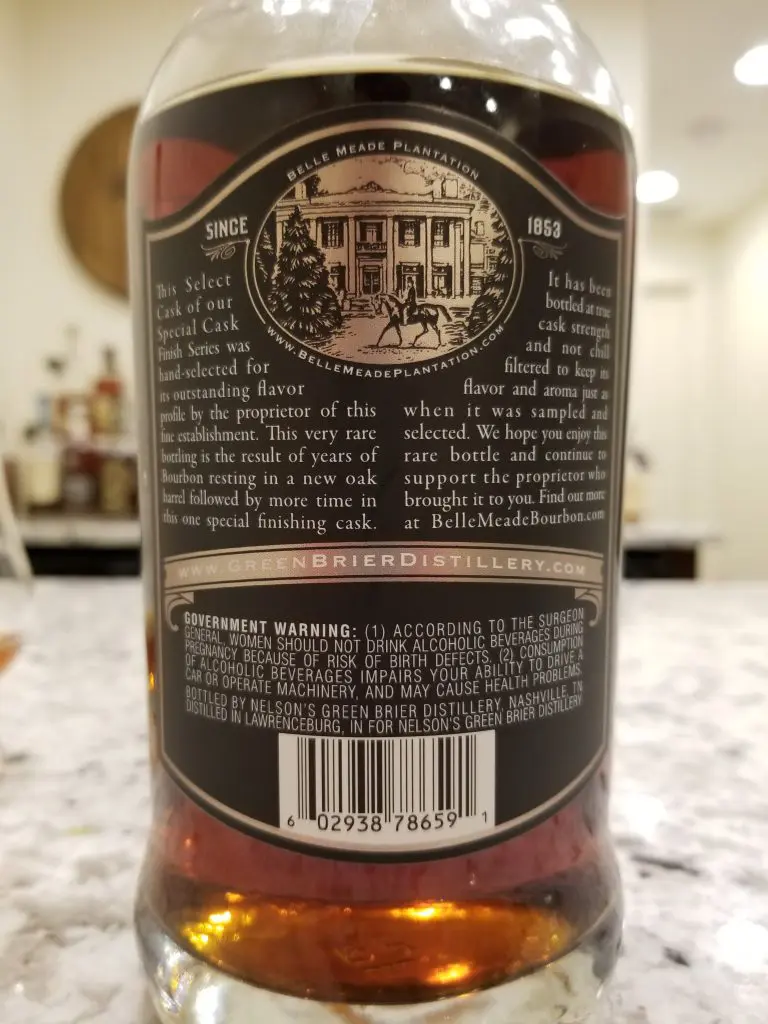 BELLE MEADE PLANTATION
SINCE 1853
WWW.BELLEMEADEPLANTATION.COM
This Select
Cask of our
Special Cask
Finish Series was
hand-selected for
its outstanding flavor
profile by the proprietor of this
fine establishment. This very rare
bottling is the result of years of
Bourbon resting in a new oak
barrel followed by more time in
this one special finishing cask.
It has been
bottled at true
cask strength
and not chill
filtered to keep its
flavor and aroma just as
when it was sampled and
selected. We hope you enjoy this
rare bottle and continue to
support the proprietor who
brought it to you. Find out more
at BelleMeadeBourbon.com
WWW.GREENBRIERDISTILLERY.COM
GOVERNMENT WARNING: (1) ACCORDING TO THE SURGEON
GENERAL, WOMEN SHOULD NOT DRINK ALCOHOLIC BEVERAGES DURING
PREGNANCY BECAUSE OF RISK OF BIRTH DEFECTS. (2) CONSUMPTION
OF ALCOHOLIC BEVERAGES IMPAIRS YOUR ABILITY TO DRIVE A
CAR OR OPERATE MACHINERY, AND MAY CAUSE HEALTH PROBLEMS.
BOTTLED BY NELSON'S GREEN BRIER DISTILLERY, NASHVILLE, TN
DISTILLED IN LAWRENCEBURG, IN FOR NELSON'S GREEN BRIER DISTILLERY
6 02938 78659 1